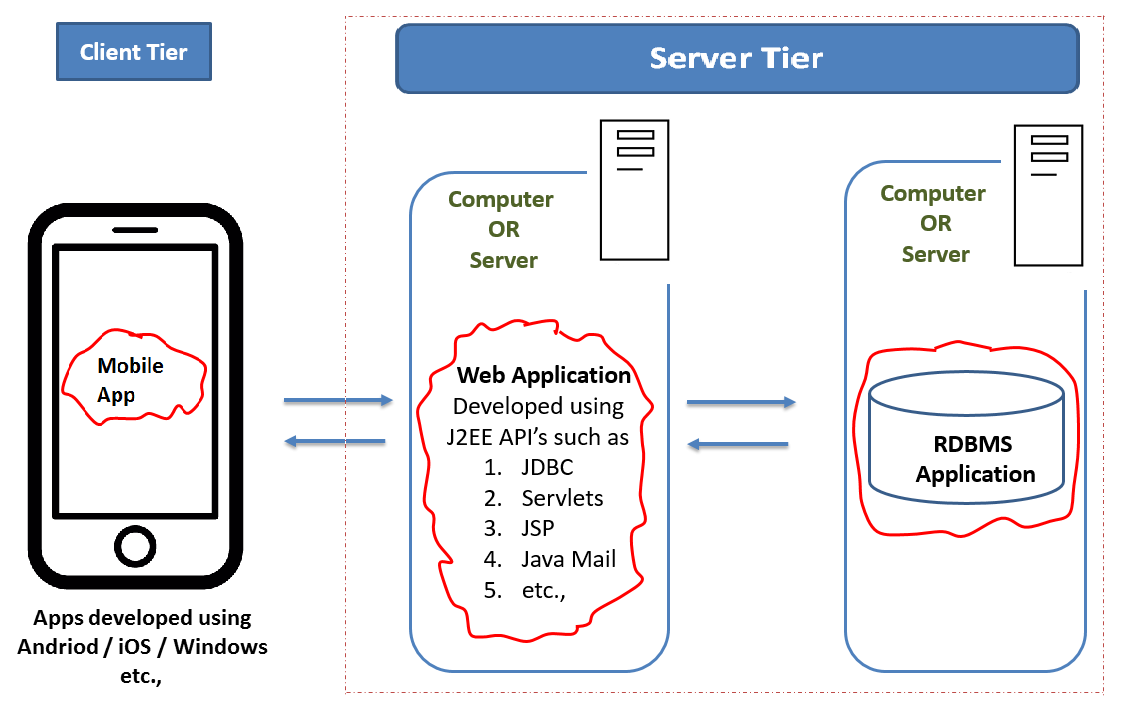 Client Tier
Server Tier
Computer
OR
Server
Computer
OR
Server
Mobile
App
Web Application
Developed using
J2EE API's such as
1. JDBC
2. Servlets
3. JSP
4. Java Mail
5. etc.,
RDBMS
Application
Apps developed using
Andriod / iOS / Windows
etc.,